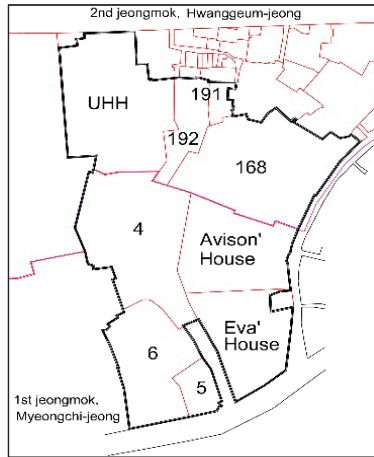 2nd jeongmok, Hwanggeum-jeong
UHH
191
192
168
4
Avison'
House
Eva'
House
6
5
1st jeongmok,
Myeongchi-jeong